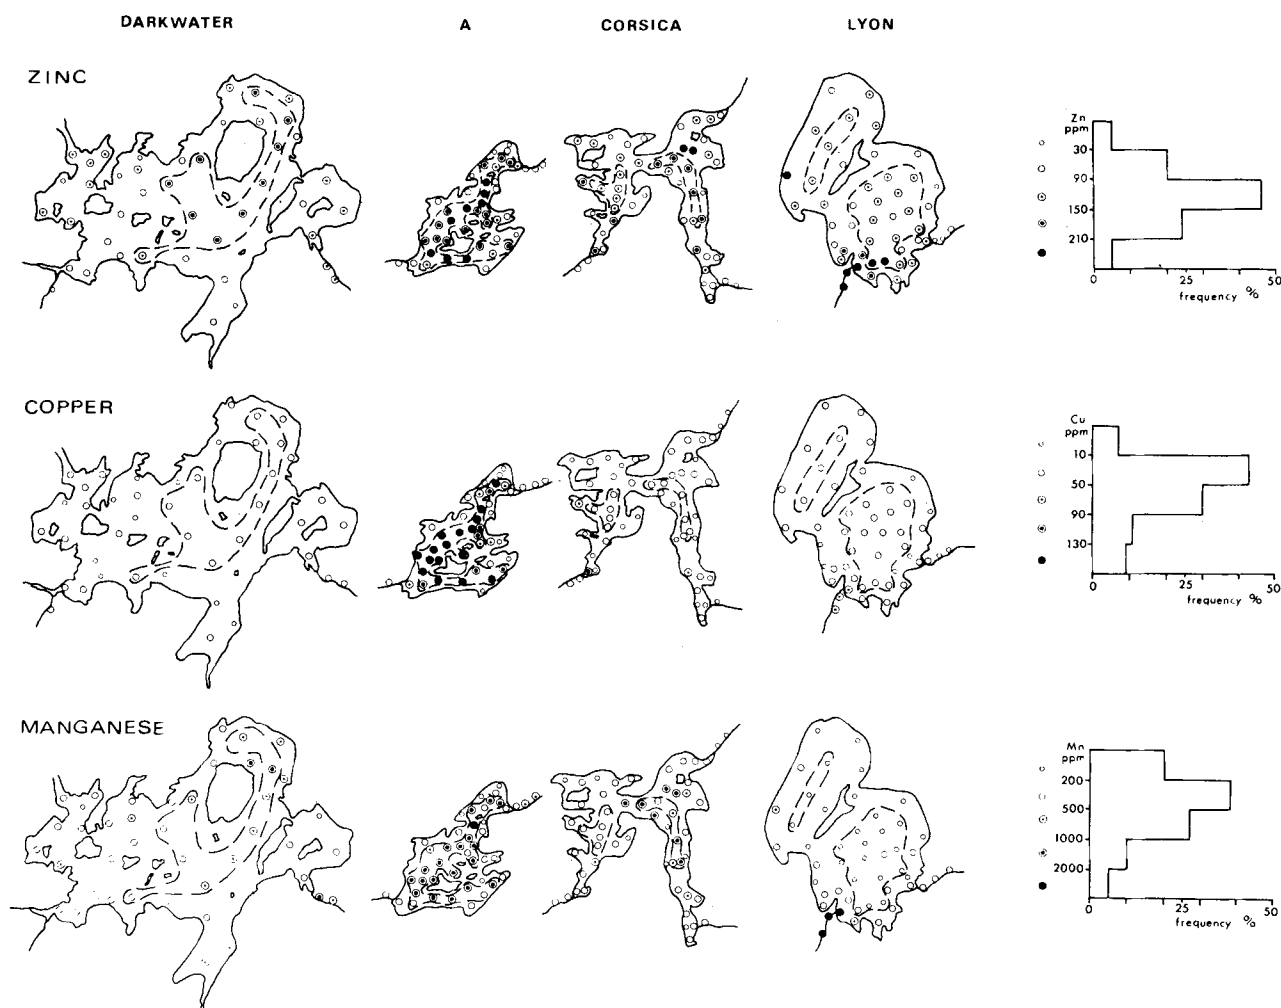 DARKWATER A CORSICA LYON
ZINC
Zn
ppm
30
90
150
210
0 25 50
frequency %
COPPER
Cu
ppm
10
50
90
130
0 25 50
frequency %
MANGANESE
Mn
ppm
200
500
1000
2000
0 25 50
frequency %